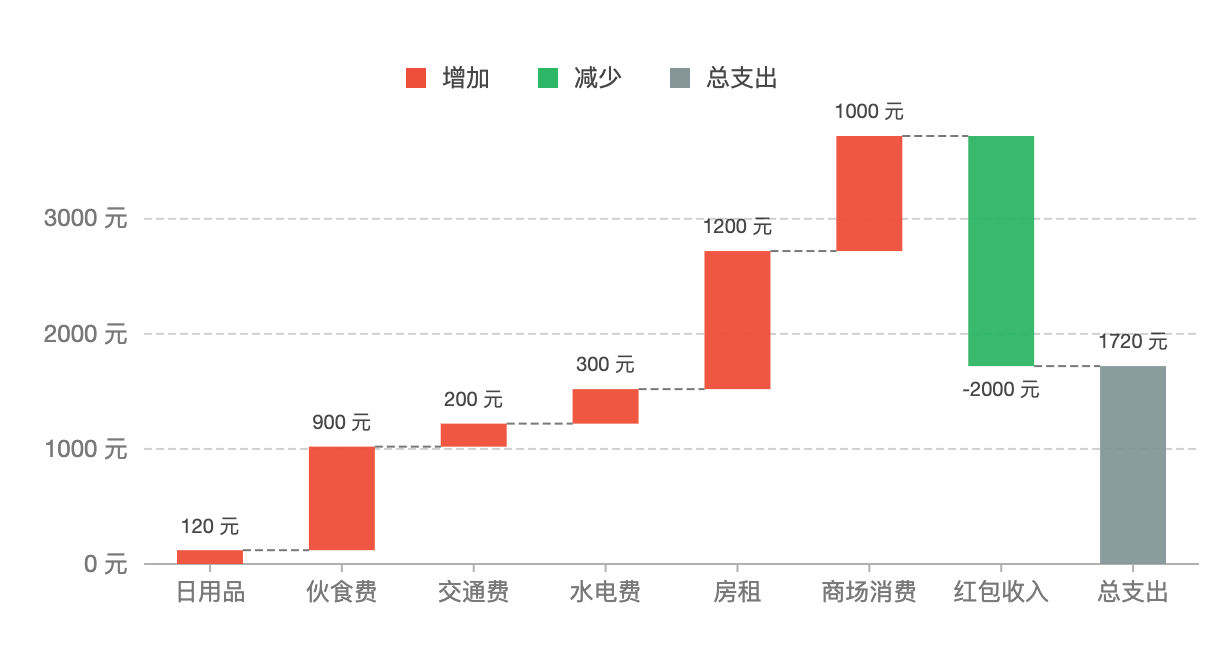 增加 减少 总支出
1000 元
3000 元
1200 元
2000 元
1720 元
300 元
-2000 元
200 元
900 元
1000 元
120 元
0 元
日用品 伙食费 交通费 水电费 房租 商场消费 红包收入 总支出